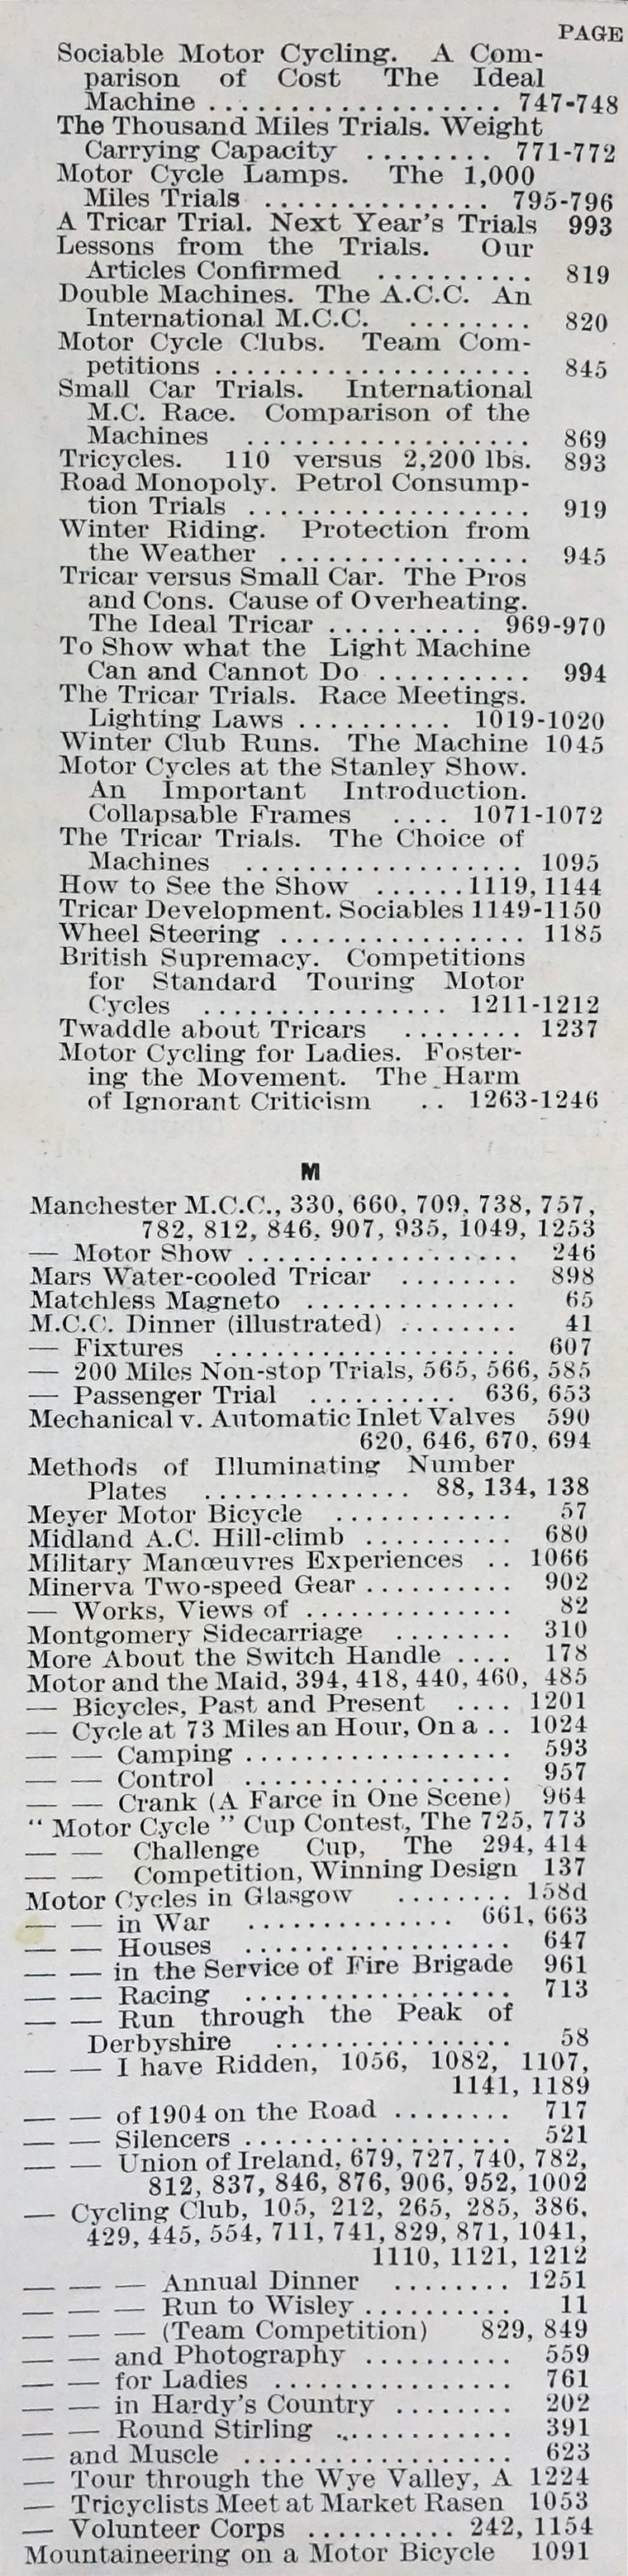 PAGE
Sociable Motor Cycling. A Com-
parison of Cost The Ideal
Machine .................. 747-748
The Thousand Miles Trials. Weight
Carrying Capacity ........ 771-772
Motor Cycle Lamps. The 1,000
Miles Trials .............. 795-796
A Tricar Trial. Next Year's Trials 993
Lessons from the Trials. Our
Articles Confirmed .......... 819
Double Machines. The A.C.C. An
International M.C.C. ........ 820
Motor Cycle Clubs. Team Com-
petitions .................... 845
Small Car Trials. International
M.C. Race. Comparison of the
Machines .................. 869
Tricycles. 110 versus 2,200 lbs. 893
Road Monopoly. Petrol Consump-
tion Trials .................. 919
Winter Riding. Protection from
the Weather ................ 945
Tricar versus Small Car. The Pros
and Cons. Cause of Overheating.
The Ideal Tricar .......... 969-970
To Show what the Light Machine
Can and Cannot Do .......... 994
The Tricar Trials. Race Meetings.
Lighting Laws .......... 1019-1020
Winter Club Runs. The Machine 1045
Motor Cycles at the Stanley Show.
An Important Introduction.
Collapsable Frames .... 1071-1072
The Tricar Trials. The Choice of
Machines .................. 1095
How to See the Show ......1119, 1144
Tricar Development. Sociables 1149-1150
Wheel Steering ................ 1185
British Supremacy. Competitions
for Standard Touring Motor
Cycles ................ 1211-1212
Twaddle about Tricars ........ 1237
Motor Cycling for Ladies. Foster-
ing the Movement. The Harm
of Ignorant Criticism .. 1263-1246
M
Manchester M.C.C., 330, 660, 709, 738, 757,
782, 812, 846, 907, 935, 1049, 1253
— Motor Show .................. 246
Mars Water-cooled Tricar ........ 898
Matchless Magneto .............. 65
M.C.C. Dinner (illustrated) ........ 41
— Fixtures .................... 607
— 200 Miles Non-stop Trials, 565, 566, 585
— Passenger Trial .......... 636, 653
Mechanical v. Automatic Inlet Valves 590
620, 646, 670, 694
Methods of Illuminating Number
Plates .............. 88, 134, 138
Meyer Motor Bicycle ............ 57
Midland A.C. Hill-climb .......... 680
Military Manœuvres Experiences .. 1066
Minerva Two-speed Gear .......... 902
— Works, Views of .............. 82
Montgomery Sidecarriage ........ 310
More About the Switch Handle .... 178
Motor and the Maid, 394, 418, 440, 460, 485
— Bicycles, Past and Present .... 1201
— Cycle at 73 Miles an Hour, On a .. 1024
— — Camping .................. 593
— — Control .................. 957
— — Crank (A Farce in One Scene) 964
“ Motor Cycle ” Cup Contest, The 725, 773
— — Challenge Cup, The 294, 414
— — Competition, Winning Design 137
Motor Cycles in Glasgow ........ 158d
— — in War .............. 661, 663
— — Houses .................. 647
— — in the Service of Fire Brigade 961
— — Racing .................. 713
— — Run through the Peak of
Derbyshire ................ 58
— — I have Ridden, 1056, 1082, 1107,
1141, 1189
— — of 1904 on the Road ........ 717
— — Silencers .................. 521
— — Union of Ireland, 679, 727, 740, 782,
812, 837, 846, 876, 906, 952, 1002
— Cycling Club, 105, 212, 265, 285, 386,
429, 445, 554, 711, 741, 829, 871, 1041,
1110, 1121, 1212
— — — Annual Dinner ........ 1251
— — — Run to Wisley .......... 11
— — — (Team Competition) 829, 849
— — and Photography .......... 559
— — for Ladies ................ 761
— — in Hardy's Country ........ 202
— — Round Stirling ............ 391
— and Muscle .................. 623
— Tour through the Wye Valley, A 1224
— Tricyclists Meet at Market Rasen 1053
— Volunteer Corps .......... 242, 1154
Mountaineering on a Motor Bicycle 1091